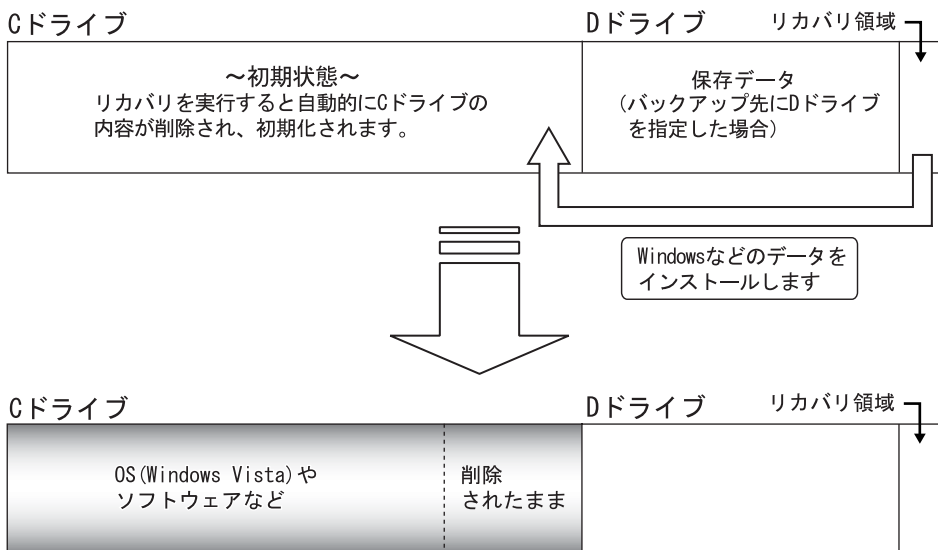 Cドライブ
Dドライブ
リカバリ領域
～初期状態～
リカバリを実行すると自動的にCドライブの
内容が削除され、初期化されます。
保存データ
(バックアップ先にDドライブ
を指定した場合)
Windowsなどのデータを
インストールします
Cドライブ
Dドライブ
リカバリ領域
OS(Windows Vista)や
ソフトウェアなど
削除
されたまま